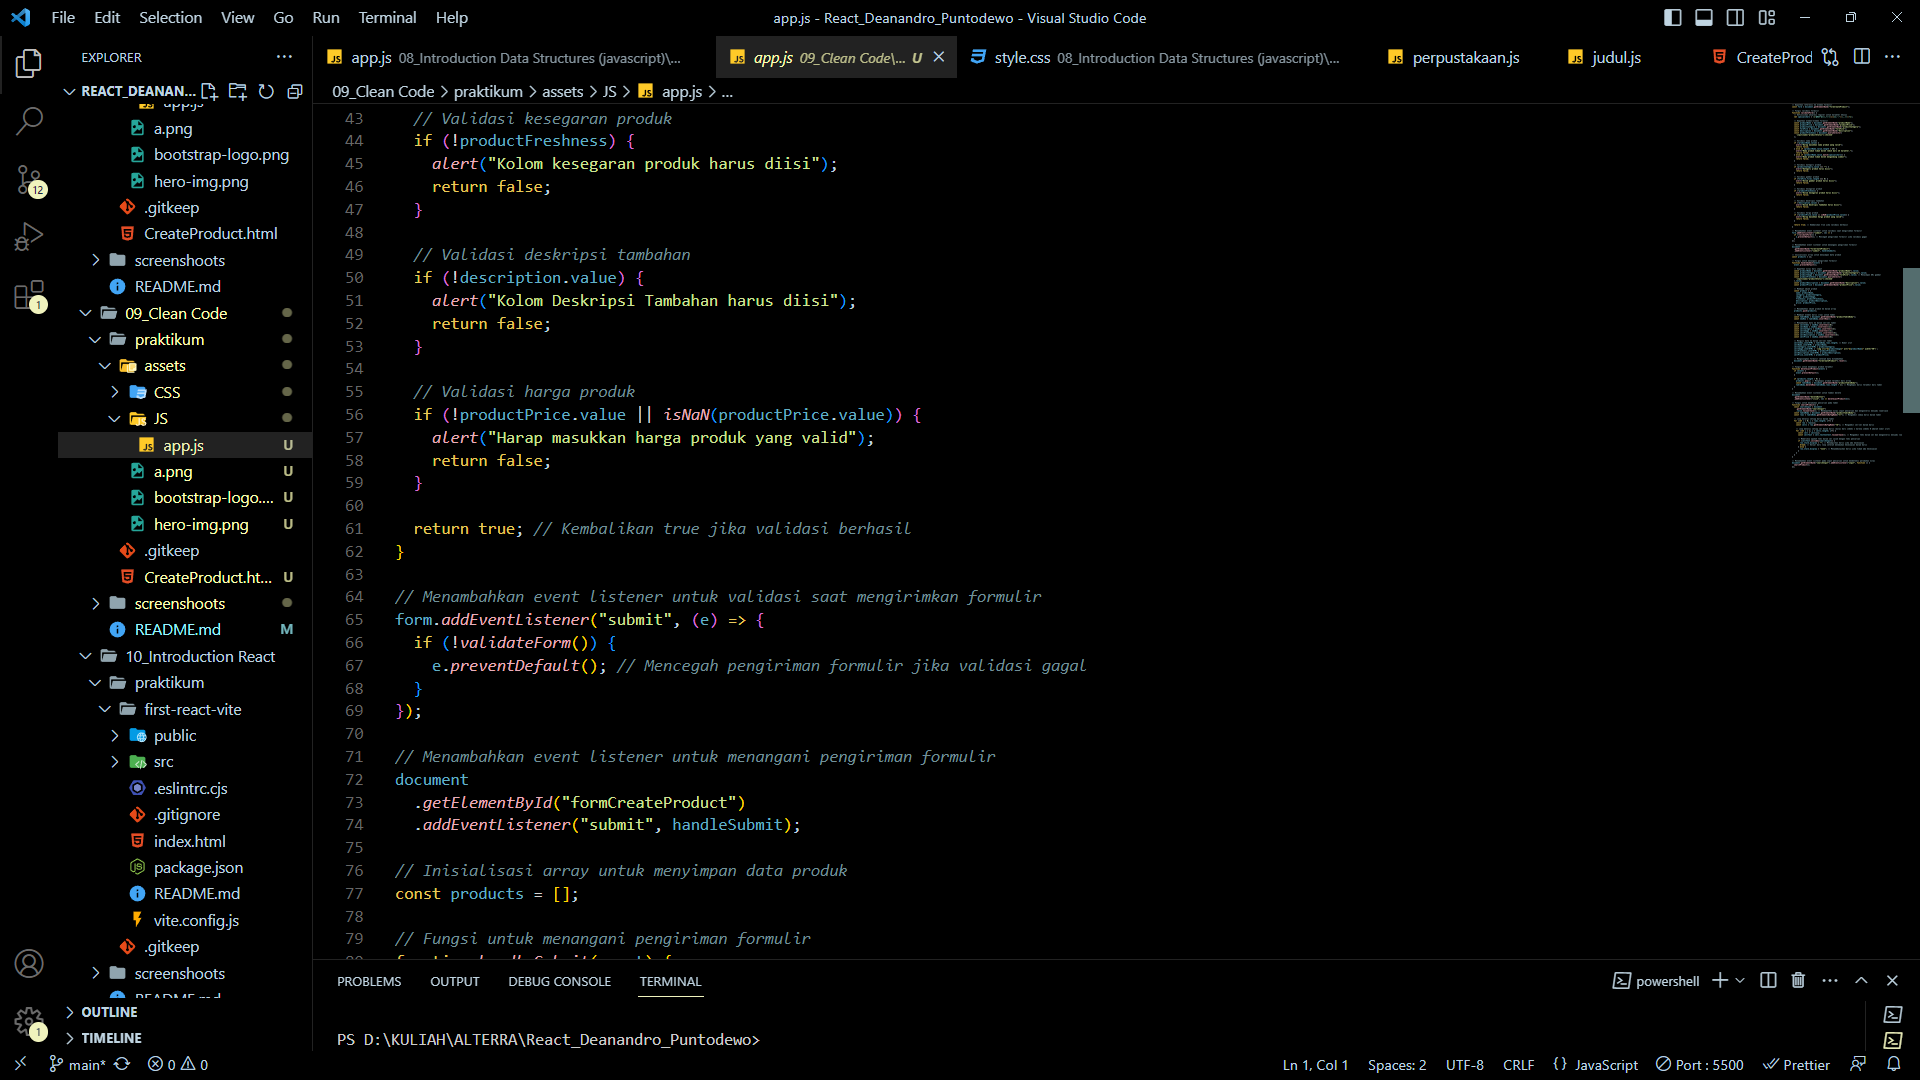 File Edit Selection View Go Run Terminal Help
app.js - React_Deanandro_Puntodewo - Visual Studio Code
EXPLORER
REACT_DEANAN...
app.js
a.png
bootstrap-logo.png
hero-img.png
.gitkeep
CreateProduct.html
screenshoots
README.md
09_Clean Code
praktikum
assets
CSS
JS
app.js U
a.png U
bootstrap-logo.... U
hero-img.png U
.gitkeep
CreateProduct.ht... U
screenshoots
README.md M
10_Introduction React
praktikum
first-react-vite
public
src
.eslintrc.cjs
.gitignore
index.html
package.json
README.md
vite.config.js
.gitkeep
screenshoots
README.md
OUTLINE
TIMELINE
12
1
1
app.js 08_Introduction Data Structures (javascript)\...
app.js 09_Clean Code\... U
style.css 08_Introduction Data Structures (javascript)\...
perpustakaan.js
judul.js
CreateProd
09_Clean Code > praktikum > assets > JS > app.js > ...
43 // Validasi kesegaran produk
44 if (!productFreshness) {
45 alert("Kolom kesegaran produk harus diisi");
46 return false;
47 }
48
49 // Validasi deskripsi tambahan
50 if (!description.value) {
51 alert("Kolom Deskripsi Tambahan harus diisi");
52 return false;
53 }
54
55 // Validasi harga produk
56 if (!productPrice.value || isNaN(productPrice.value)) {
57 alert("Harap masukkan harga produk yang valid");
58 return false;
59 }
60
61 return true; // Kembalikan true jika validasi berhasil
62 }
63
64 // Menambahkan event listener untuk validasi saat mengirimkan formulir
65 form.addEventListener("submit", (e) => {
66 if (!validateForm()) {
67 e.preventDefault(); // Mencegah pengiriman formulir jika validasi gagal
68 }
69 });
70
71 // Menambahkan event listener untuk menangani pengiriman formulir
72 document
73 .getElementById("formCreateProduct")
74 .addEventListener("submit", handleSubmit);
75
76 // Inisialisasi array untuk menyimpan data produk
77 const products = [];
78
79 // Fungsi untuk menangani pengiriman formulir
80 function handleSubmit(event) {
PROBLEMS OUTPUT DEBUG CONSOLE TERMINAL
powershell
PS D:\KULIAH\ALTERRA\React_Deanandro_Puntodewo>
main* 0 0
Ln 1, Col 1 Spaces: 2 UTF-8 CRLF {} JavaScript Port : 5500 Prettier